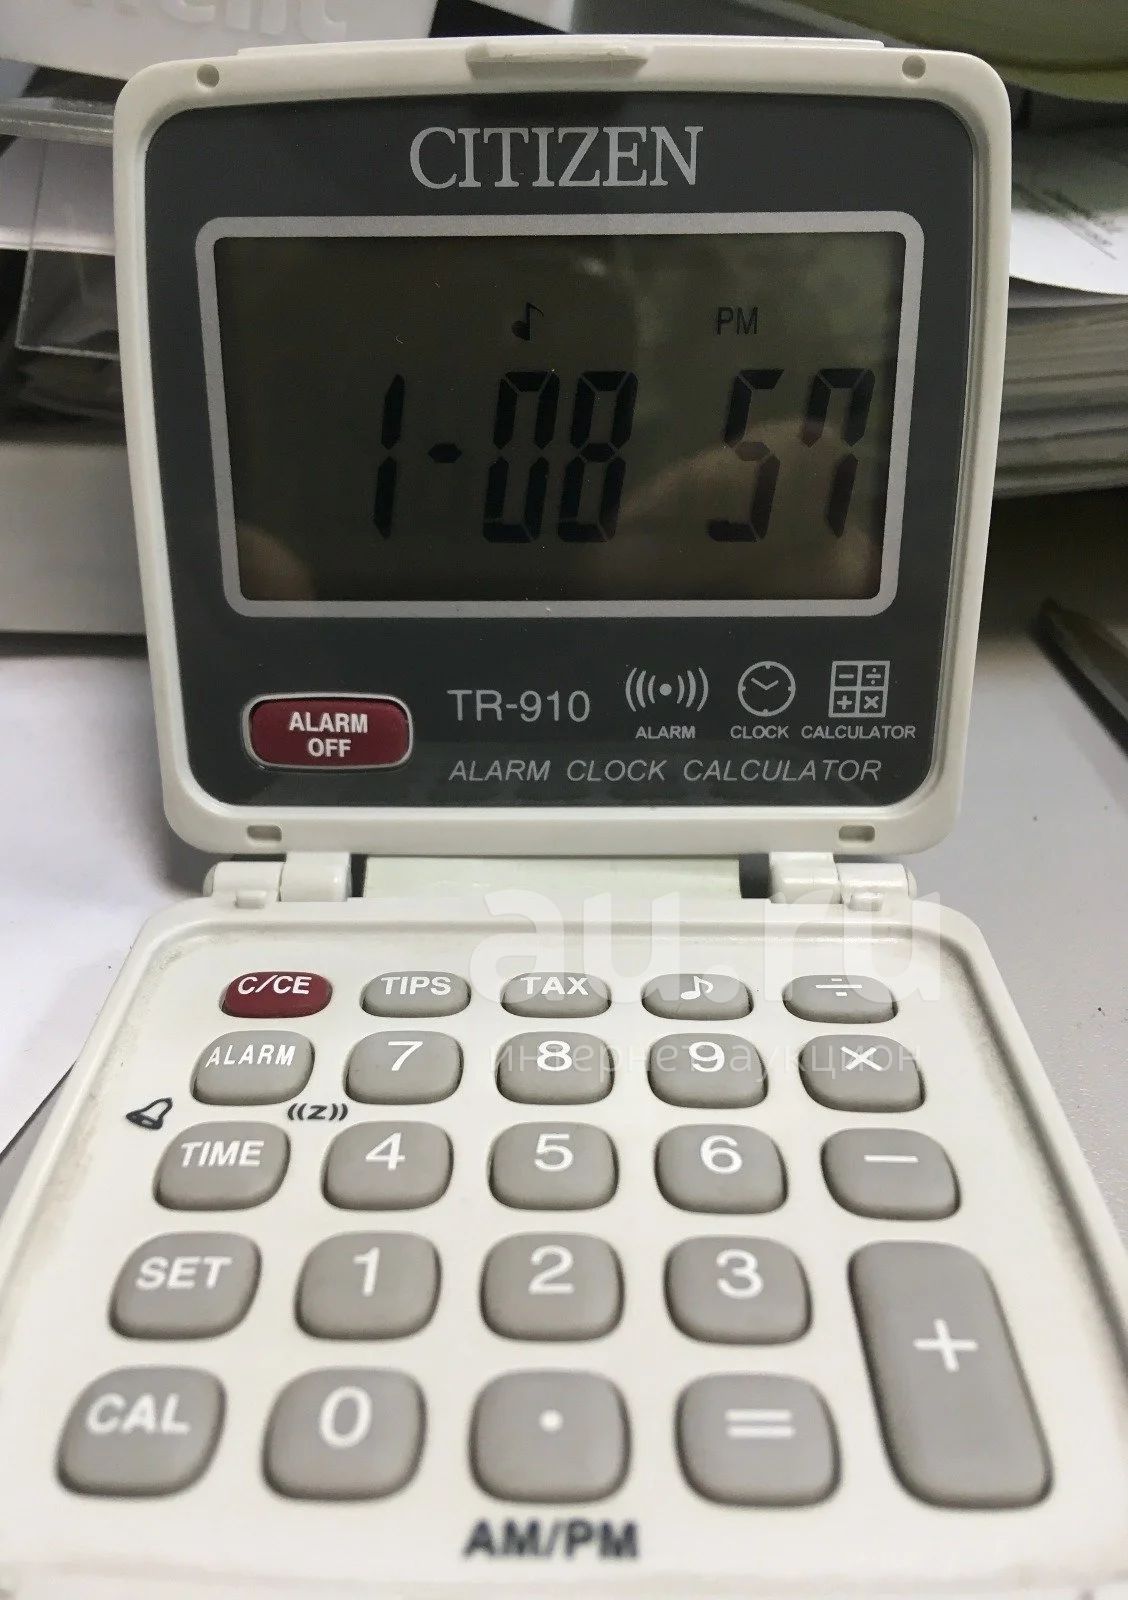 CITIZEN
PM
1-08 57
ALARM OFF
TR-910
ALARM CLOCK CALCULATOR
ALARM CLOCK CALCULATOR
au.ru
C/CE TIPS TAX ♪ ÷
интернет аукцион
ALARM 7 8 9 ×
((z))
TIME 4 5 6 −
SET 1 2 3 +
CAL 0 . =
AM/PM